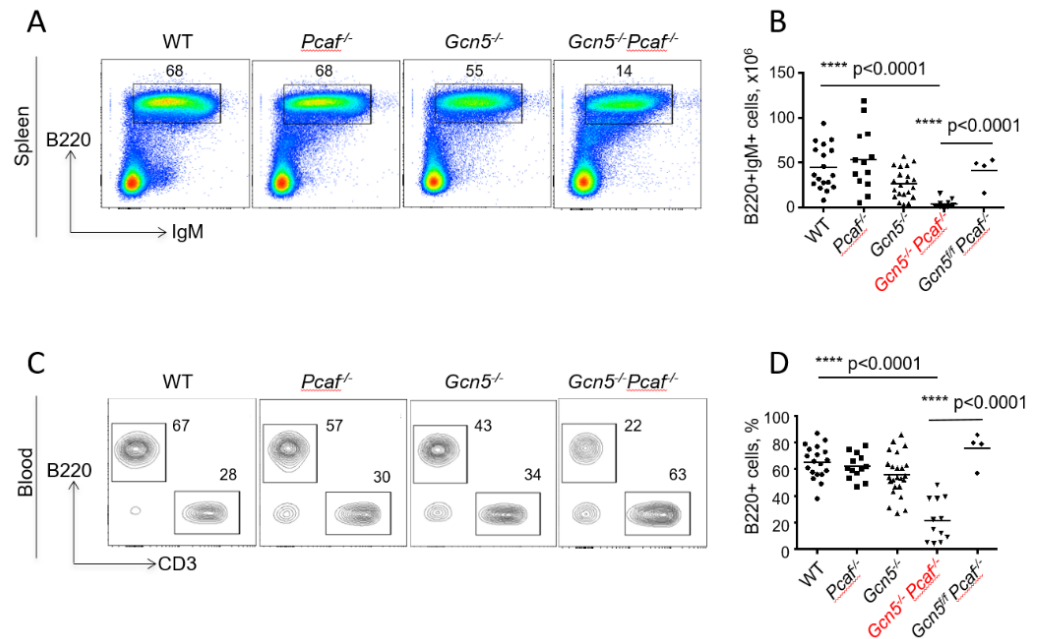 A
WT
Pcaf-/-
Gcn5-/-
Gcn5-/-Pcaf-/-
68
68
55
14
Spleen
B220
IgM
B
B220+IgM+ cells, x10⁶
150
100
50
0
**** p<0.0001
**** p<0.0001
WT
Pcaf-/-
Gcn5-/-
Gcn5-/- Pcaf-/-
Gcn5f/f Pcaf-/-
C
WT
Pcaf-/-
Gcn5-/-
Gcn5-/-Pcaf-/-
67
28
57
30
43
34
22
63
Blood
B220
CD3
D
**** p<0.0001
**** p<0.0001
B220+ cells, %
100
80
60
40
20
0
WT
Pcaf-/-
Gcn5-/-
Gcn5-/- Pcaf-/-
Gcn5f/f Pcaf-/-